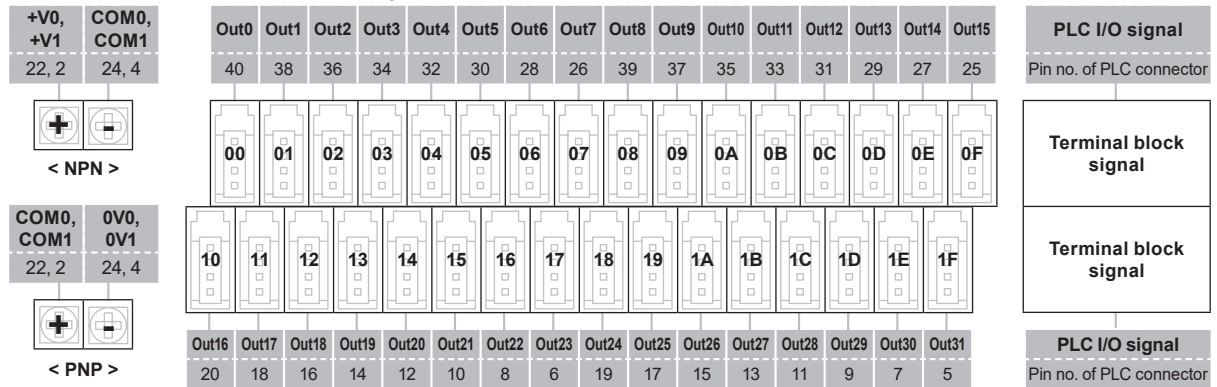 +V0, COM0,
+V1 COM1
22, 2 24, 4
+ -
< NPN >
COM0, 0V0,
COM1 0V1
22, 2 24, 4
+ -
< PNP >
Out0 Out1 Out2 Out3 Out4 Out5 Out6 Out7 Out8 Out9 Out10 Out11 Out12 Out13 Out14 Out15
40 38 36 34 32 30 28 26 39 37 35 33 31 29 27 25
00 01 02 03 04 05 06 07 08 09 0A 0B 0C 0D 0E 0F
10 11 12 13 14 15 16 17 18 19 1A 1B 1C 1D 1E 1F
Out16 Out17 Out18 Out19 Out20 Out21 Out22 Out23 Out24 Out25 Out26 Out27 Out28 Out29 Out30 Out31
20 18 16 14 12 10 8 6 19 17 15 13 11 9 7 5
PLC I/O signal
Pin no. of PLC connector
Terminal block
signal
Terminal block
signal
PLC I/O signal
Pin no. of PLC connector